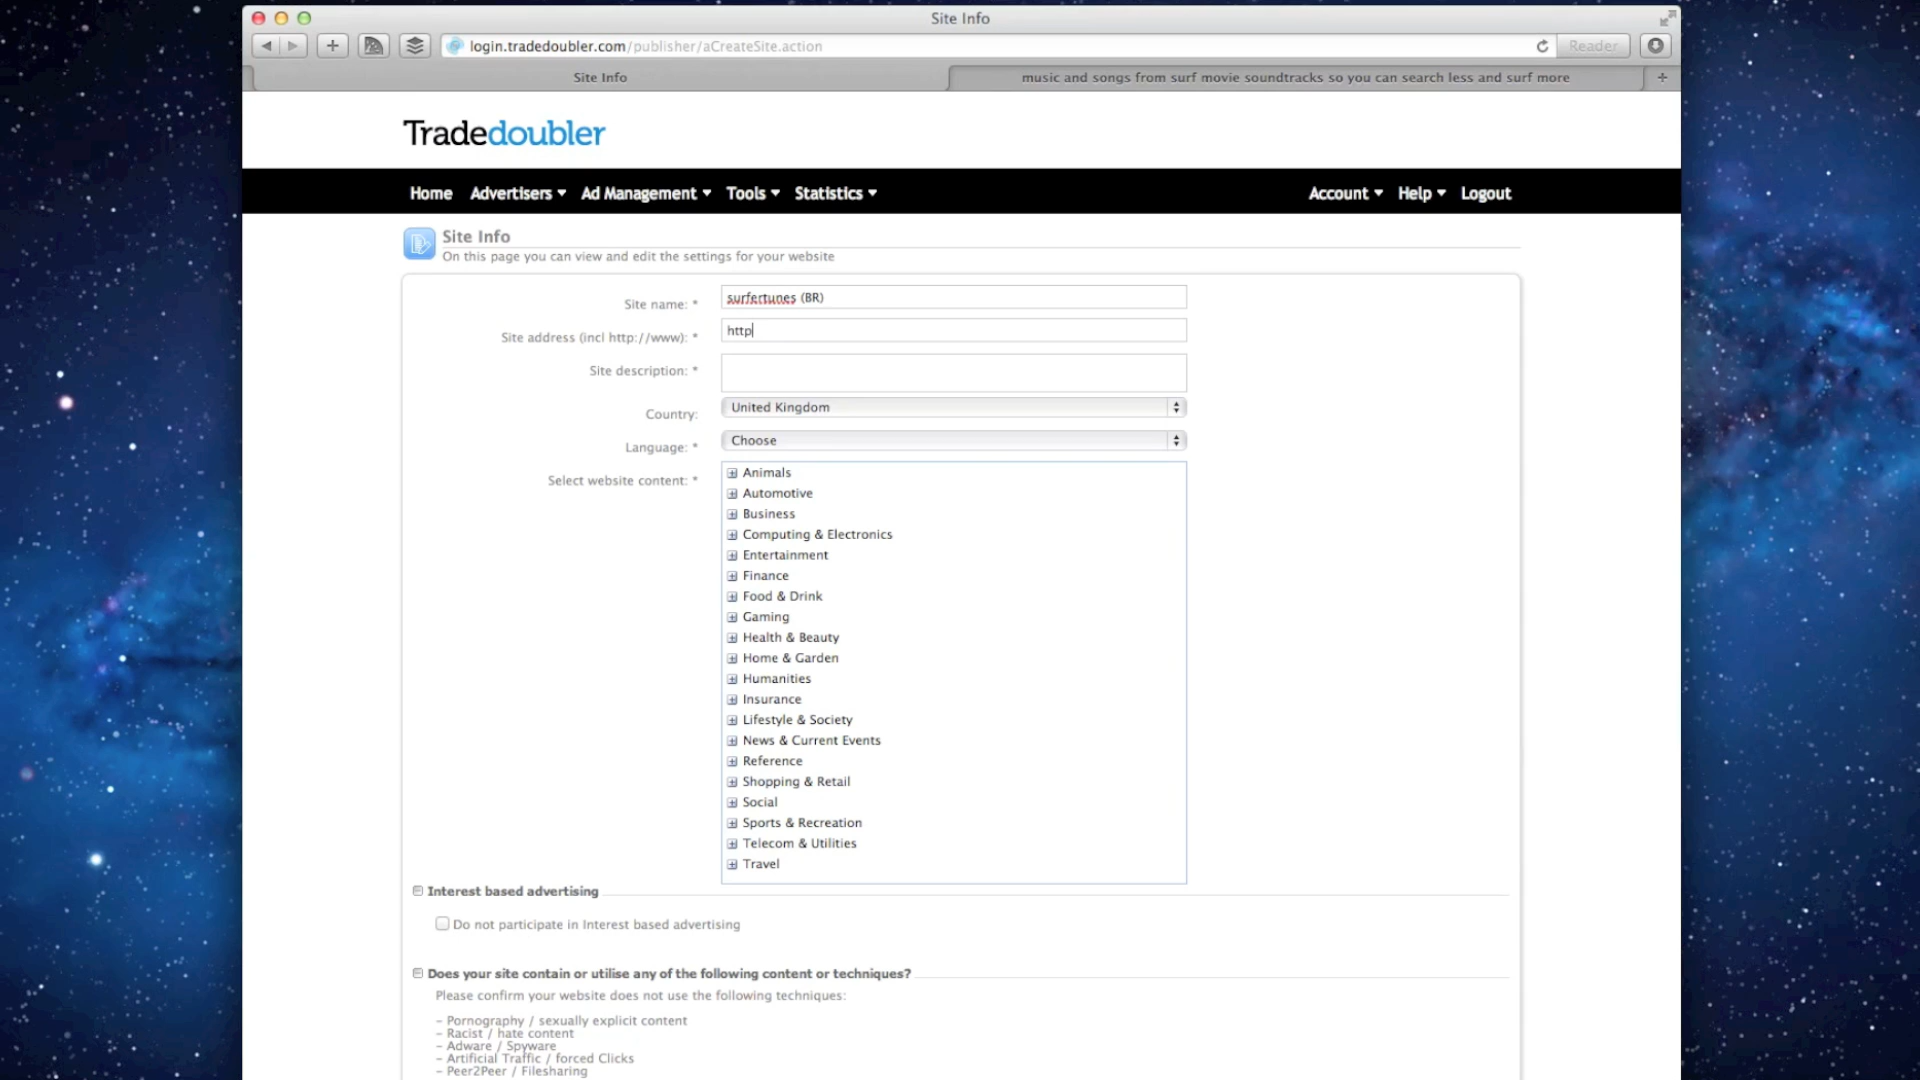 Site Info
login.tradedoubler.com/publisher/aCreateSite.action
Reader
Site Info
music and songs from surf movie soundtracks so you can search less and surf more
Tradedoubler
Home Advertisers Ad Management Tools Statistics Account Help Logout
Site Info
On this page you can view and edit the settings for your website
Site name: * surfertunes (BR)
Site address (incl http://www): * http
Site description: *
Country: United Kingdom
Language: * Choose
Select website content: *
Animals
Automotive
Business
Computing & Electronics
Entertainment
Finance
Food & Drink
Gaming
Health & Beauty
Home & Garden
Humanities
Insurance
Lifestyle & Society
News & Current Events
Reference
Shopping & Retail
Social
Sports & Recreation
Telecom & Utilities
Travel
Interest based advertising
Do not participate in Interest based advertising
Does your site contain or utilise any of the following content or techniques?
Please confirm your website does not use the following techniques:
– Pornography / sexually explicit content
– Racist / hate content
– Adware / Spyware
– Artificial Traffic / forced Clicks
– Peer2Peer / Filesharing